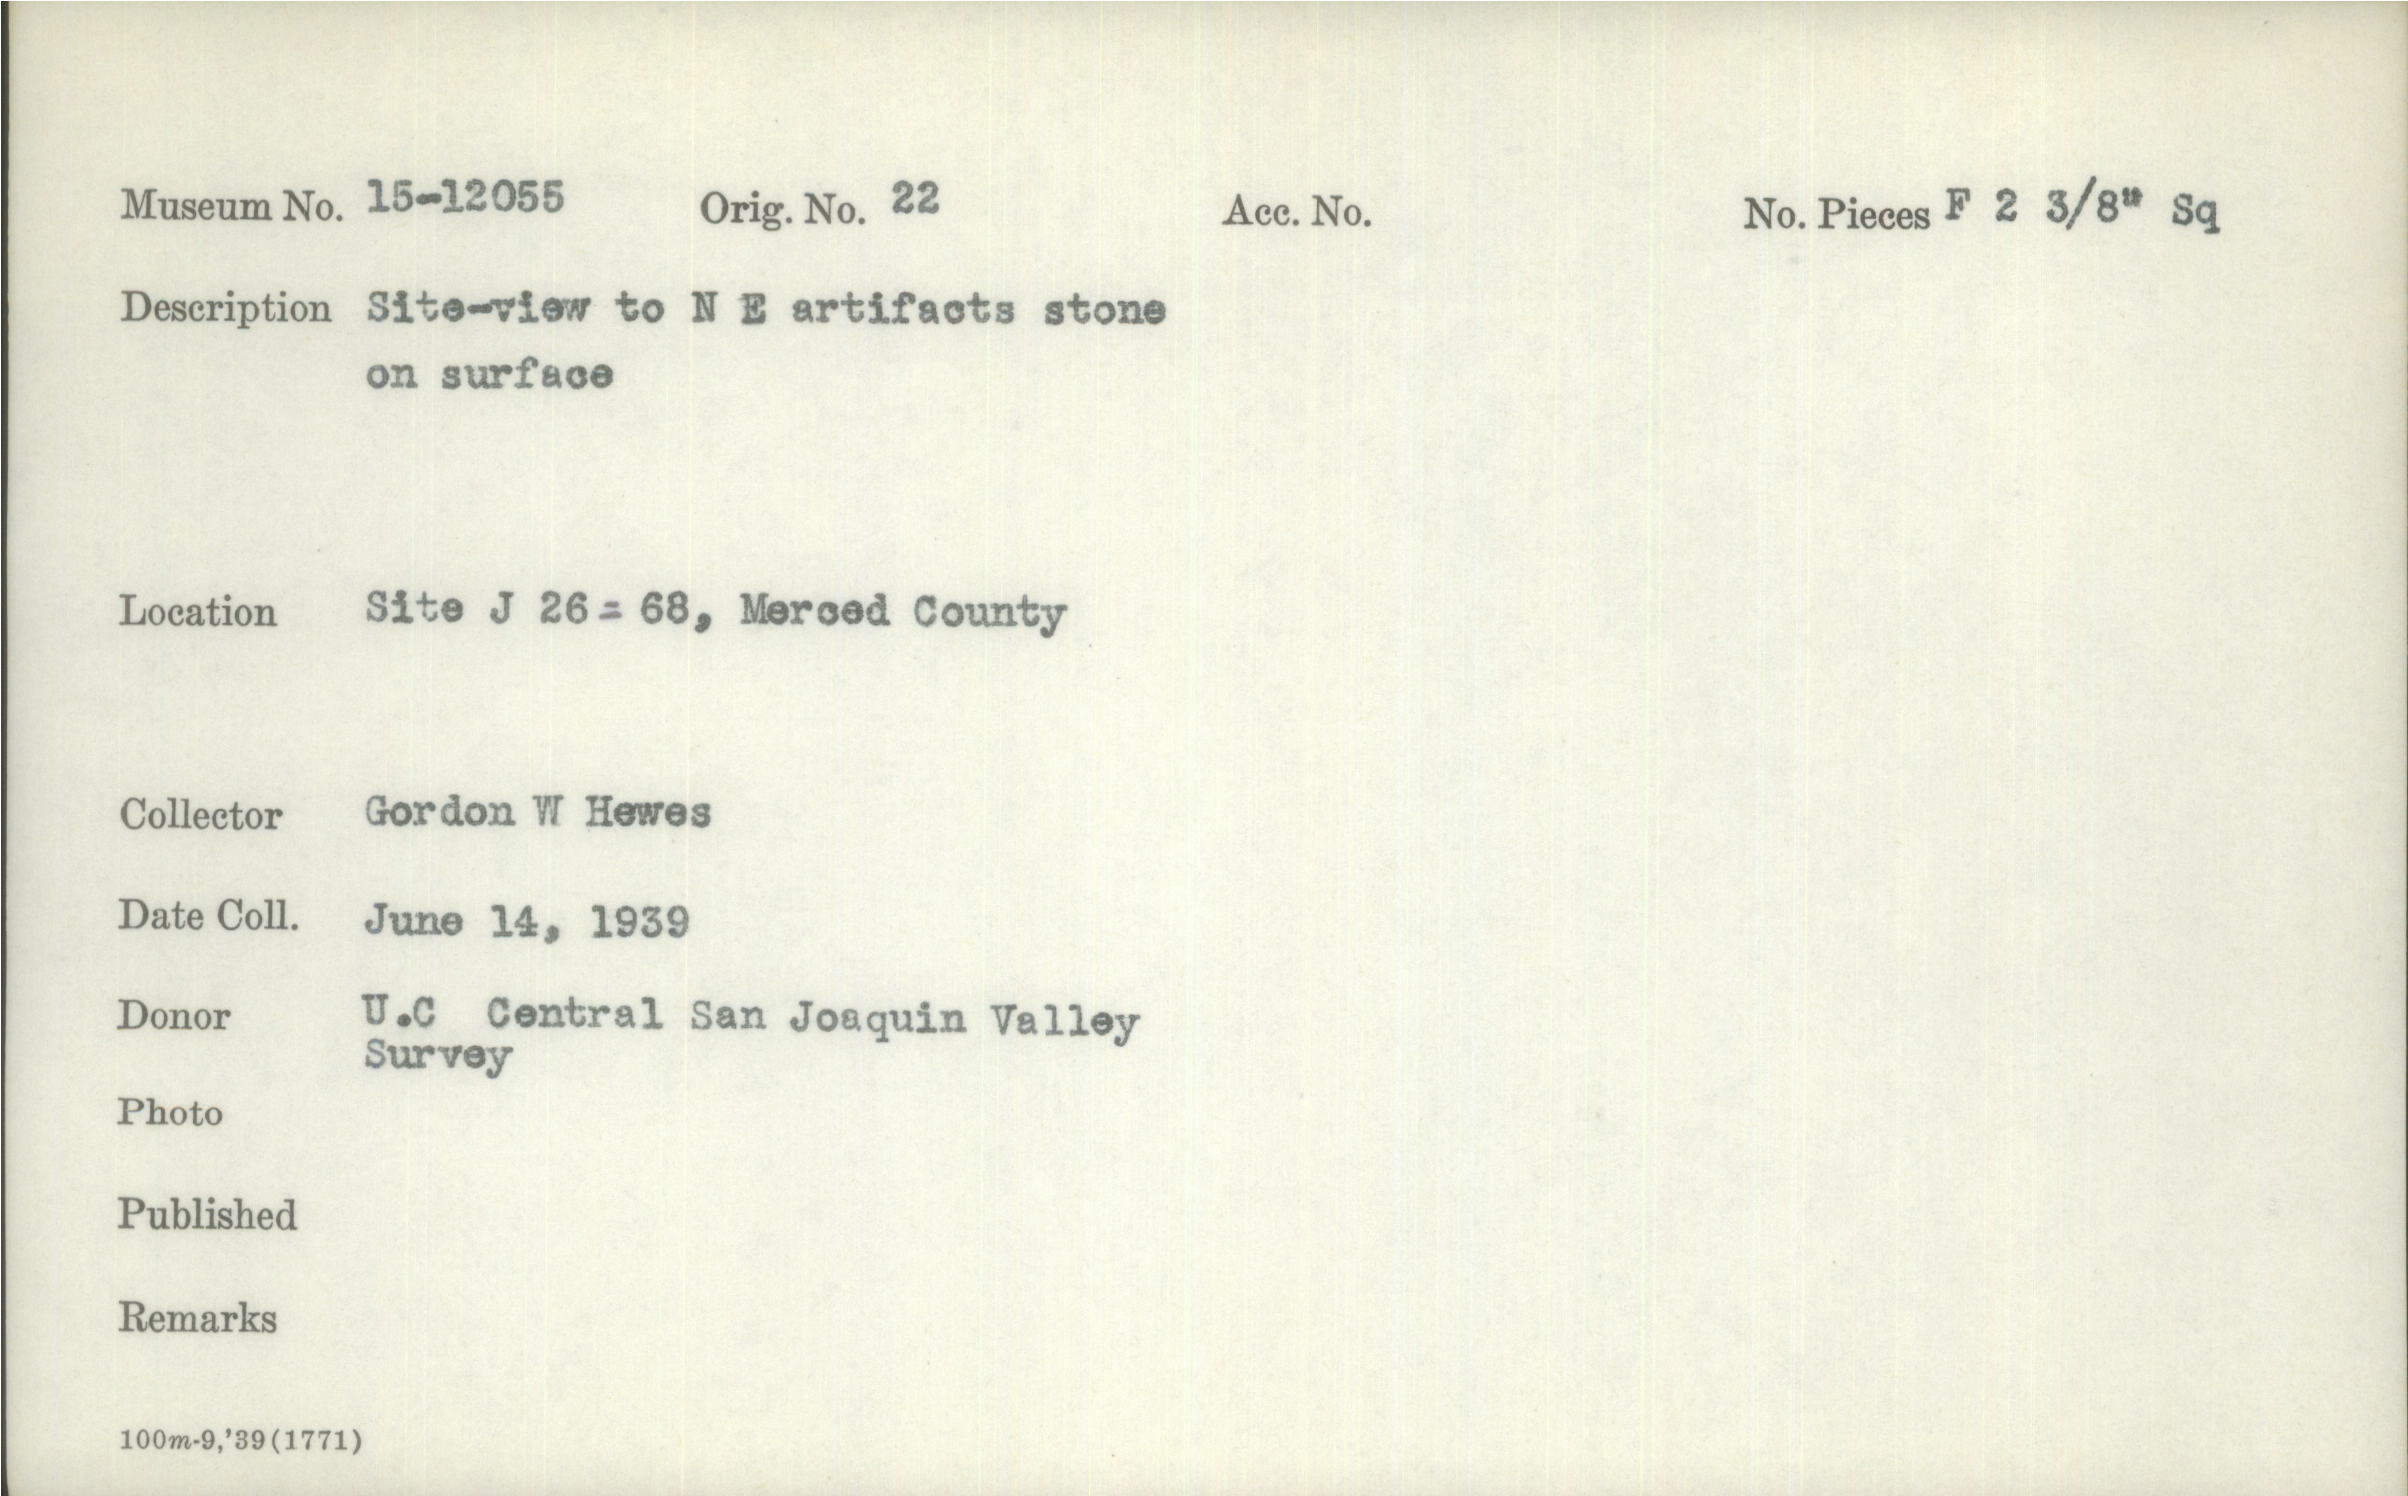 Museum No. 15-12055 Orig. No. 22 Acc. No. No. Pieces F 2 3/8" Sq
Description Site-view to N E artifacts stone
on surface
Location Site J 26 = 68, Merced County
Collector Gordon W Hewes
Date Coll. June 14, 1939
Donor U.C Central San Joaquin Valley
Survey
Photo
Published
Remarks
100m-9,'39(1771)